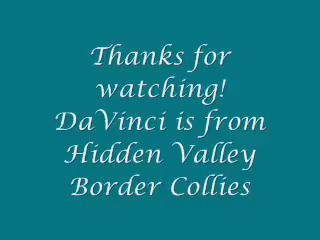 Thanks for
watching!
DaVinci is from
Hidden Valley
Border Collies